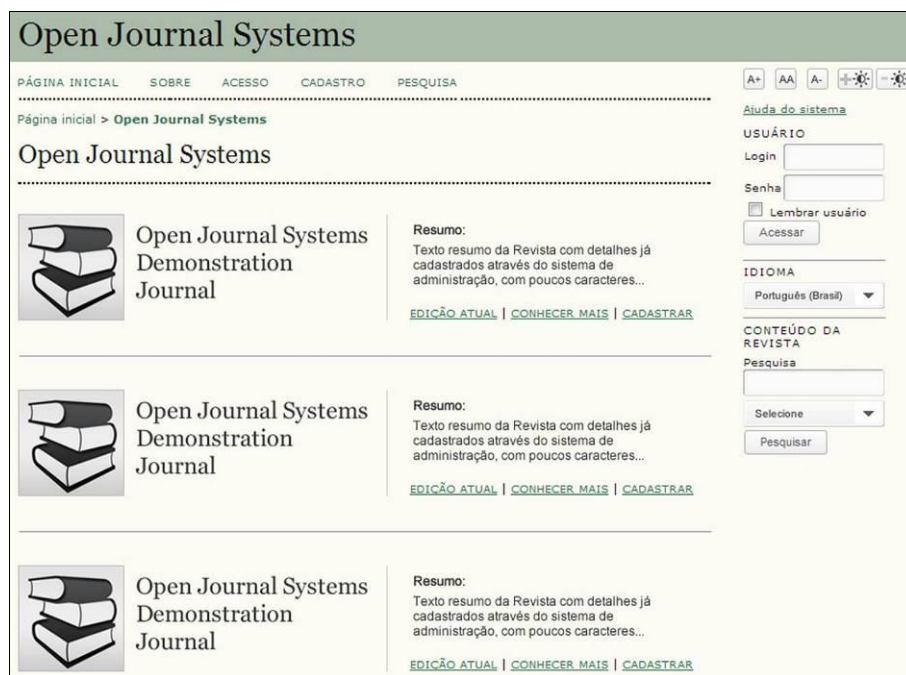 Open Journal Systems
PÁGINA INICIAL SOBRE ACESSO CADASTRO PESQUISA
Página inicial > Open Journal Systems
Open Journal Systems
Open Journal Systems
Demonstration
Journal
Resumo:
Texto resumo da Revista com detalhes já
cadastrados através do sistema de
administração, com poucos caracteres...
EDIÇÃO ATUAL | CONHECER MAIS | CADASTRAR
Open Journal Systems
Demonstration
Journal
Resumo:
Texto resumo da Revista com detalhes já
cadastrados através do sistema de
administração, com poucos caracteres...
EDIÇÃO ATUAL | CONHECER MAIS | CADASTRAR
Open Journal Systems
Demonstration
Journal
Resumo:
Texto resumo da Revista com detalhes já
cadastrados através do sistema de
administração, com poucos caracteres...
EDIÇÃO ATUAL | CONHECER MAIS | CADASTRAR
A+ AA A-
Ajuda do sistema
USUÁRIO
Login
Senha
Lembrar usuário
Acessar
IDIOMA
Português (Brasil)
CONTEÚDO DA
REVISTA
Pesquisa
Selecione
Pesquisar